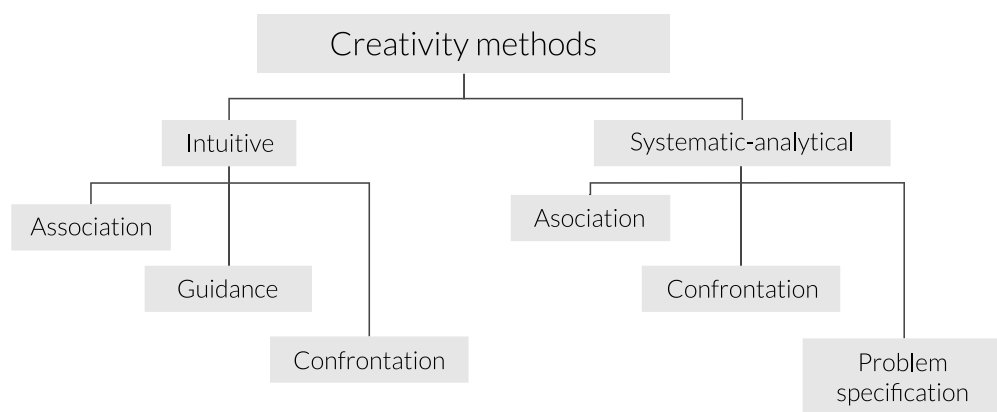 Creativity methods
Intuitive
Systematic-analytical
Association
Asociation
Guidance
Confrontation
Confrontation
Problem
specification